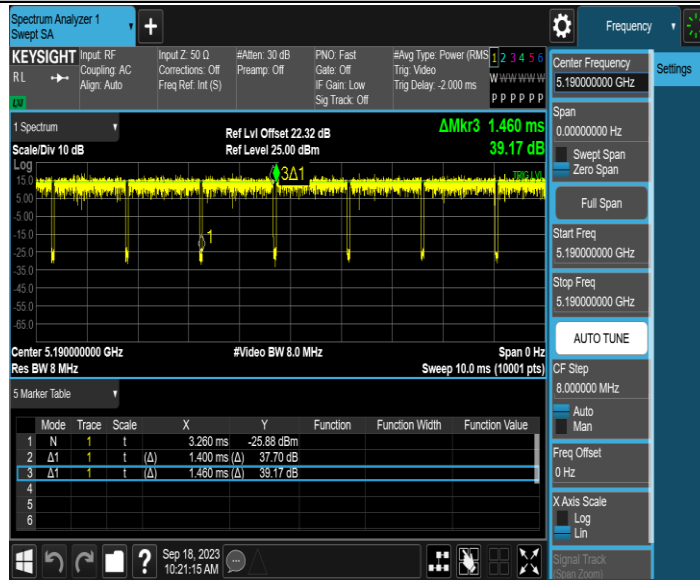 Spectrum Analyzer 1
Swept SA
+
Frequency
KEYSIGHT
Input: RF
Input Z: 50 Ω
#Atten: 30 dB
PNO: Fast
#Avg Type: Power (RMS
1 2 3 4 5 6
RL
Coupling: AC
Corrections: Off
Preamp: Off
Gate: Off
Trig: Video
W W W W W W
Align: Auto
Freq Ref: Int (S)
IF Gain: Low
Trig Delay: -2.000 ms
Sig Track: Off
P P P P P P
LXI
1 Spectrum
Scale/Div 10 dB
Ref Lvl Offset 22.32 dB
Ref Level 25.00 dBm
ΔMkr3 1.460 ms
39.17 dB
Log
15.0
5.00
-5.00
-15.0
-25.0
-35.0
-45.0
-55.0
-65.0
3Δ1
TRIG LVL
1
Center 5.190000000 GHz
#Video BW 8.0 MHz
Span 0 Hz
Res BW 8 MHz
Sweep 10.0 ms (10001 pts)
5 Marker Table
Mode Trace Scale X Y Function Function Width Function Value
1 N 1 t 3.260 ms -25.88 dBm
2 Δ1 1 t (Δ) 1.400 ms (Δ) 37.70 dB
3 Δ1 1 t (Δ) 1.460 ms (Δ) 39.17 dB
4
5
6
?
Sep 18, 2023
10:21:15 AM
Center Frequency
5.190000000 GHz
Settings
Span
0.00000000 Hz
Swept Span
Zero Span
Full Span
Start Freq
5.190000000 GHz
Stop Freq
5.190000000 GHz
AUTO TUNE
CF Step
8.000000 MHz
Auto
Man
Freq Offset
0 Hz
X Axis Scale
Log
Lin
Signal Track
(Span Zoom)